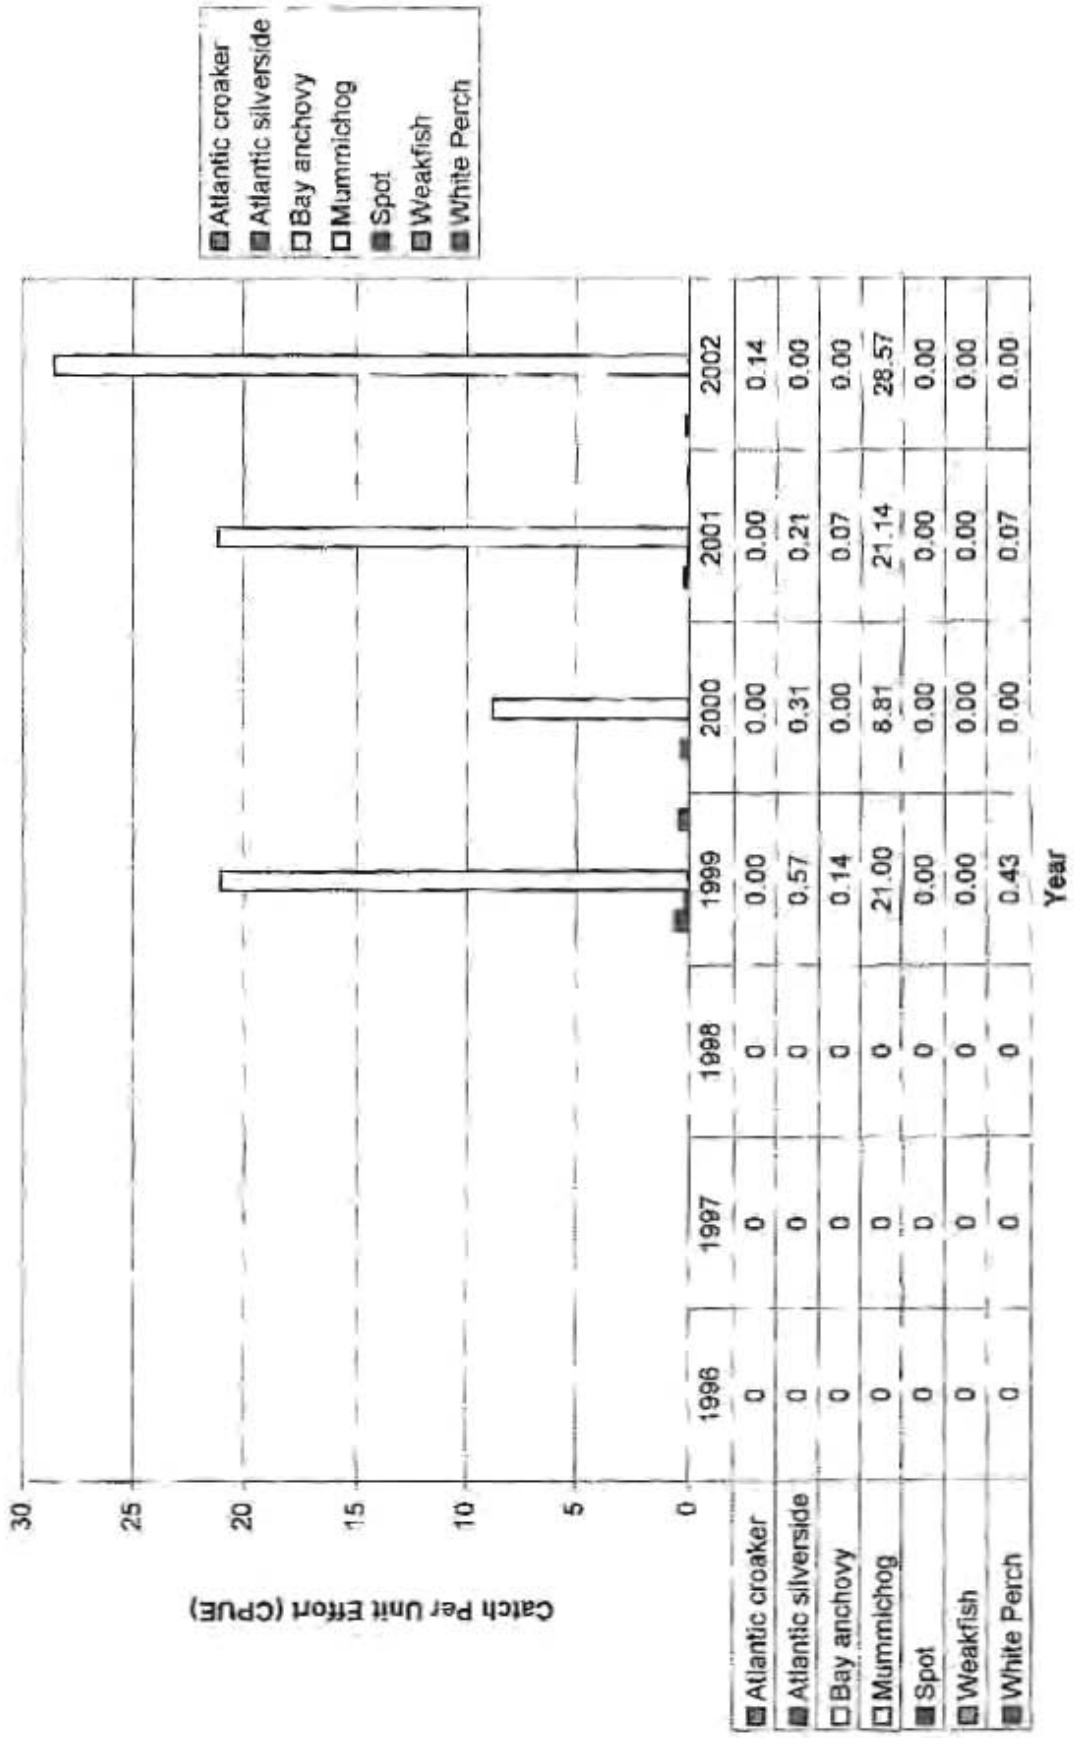 30
25
20
15
10
5
0
Catch Per Unit Effort (CPUE)
Atlantic croaker
Atlantic silverside
Bay anchovy
Mummichog
Spot
Weakfish
White Perch
1996 1997 1998 1999 2000 2001 2002
Atlantic croaker 0 0 0 0.00 0.00 0.00 0.14
Atlantic silverside 0 0 0 0.57 0.31 0.21 0.00
Bay anchovy 0 0 0 0.14 0.00 0.07 0.00
Mummichog 0 0 0 21.00 8.81 21.14 28.57
Spot 0 0 0 0.00 0.00 0.00 0.00
Weakfish 0 0 0 0.00 0.00 0.00 0.00
White Perch 0 0 0 0.43 0.00 0.07 0.00
Year